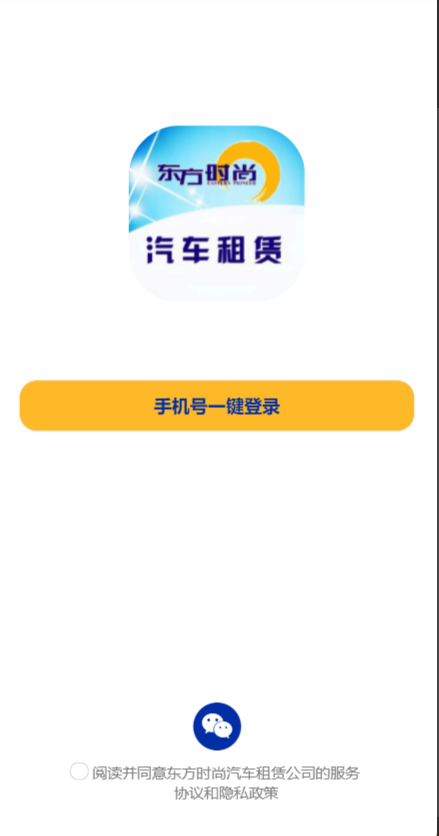 东方时尚
EASTERN PIONEER
汽车租赁
手机号一键登录
阅读并同意东方时尚汽车租赁公司的服务
协议和隐私政策